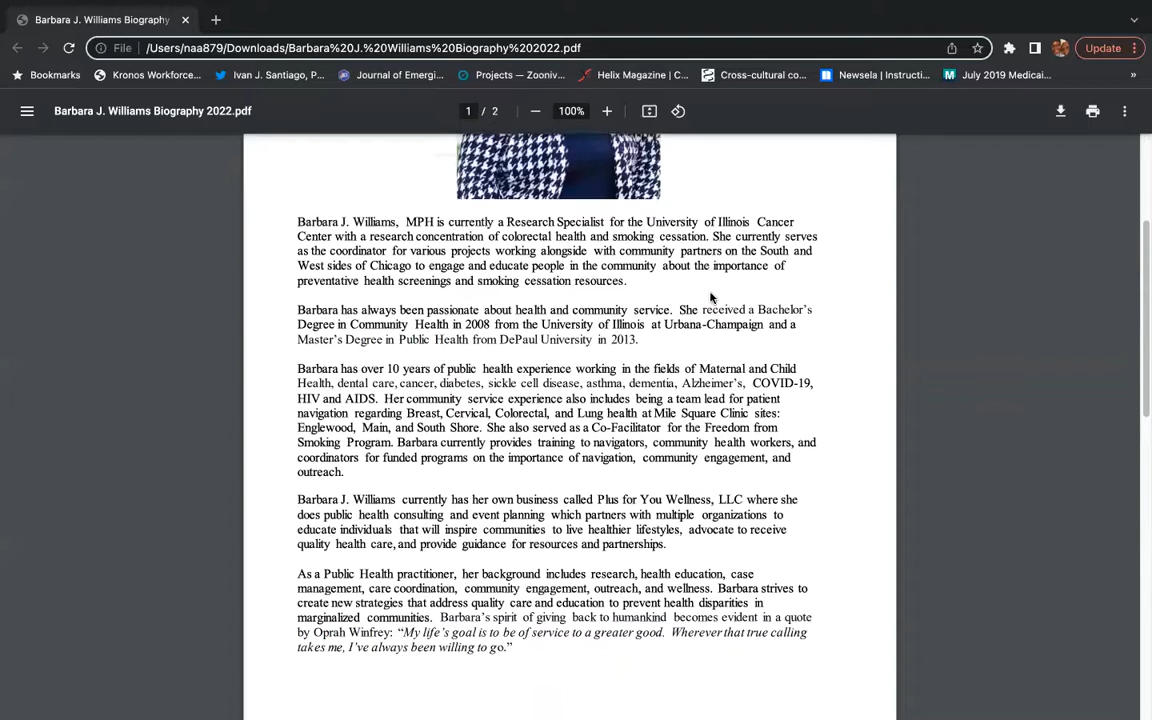 Barbara J. Williams Biography
File /Users/naa879/Downloads/Barbara%20J.%20Williams%20Biography%202022.pdf
Update
Bookmarks Kronos Workforce... Ivan J. Santiago, P... Journal of Emergi... Projects — Zooniv... Helix Magazine | C... Cross-cultural co... Newsela | Instructi... July 2019 Medicai... »
Barbara J. Williams Biography 2022.pdf 1 / 2 100%
Barbara J. Williams, MPH is currently a Research Specialist for the University of Illinois Cancer
Center with a research concentration of colorectal health and smoking cessation. She currently serves
as the coordinator for various projects working alongside with community partners on the South and
West sides of Chicago to engage and educate people in the community about the importance of
preventative health screenings and smoking cessation resources.
Barbara has always been passionate about health and community service. She received a Bachelor's
Degree in Community Health in 2008 from the University of Illinois at Urbana-Champaign and a
Master's Degree in Public Health from DePaul University in 2013.
Barbara has over 10 years of public health experience working in the fields of Maternal and Child
Health, dental care, cancer, diabetes, sickle cell disease, asthma, dementia, Alzheimer's, COVID-19,
HIV and AIDS. Her community service experience also includes being a team lead for patient
navigation regarding Breast, Cervical, Colorectal, and Lung health at Mile Square Clinic sites:
Englewood, Main, and South Shore. She also served as a Co-Facilitator for the Freedom from
Smoking Program. Barbara currently provides training to navigators, community health workers, and
coordinators for funded programs on the importance of navigation, community engagement, and
outreach.
Barbara J. Williams currently has her own business called Plus for You Wellness, LLC where she
does public health consulting and event planning which partners with multiple organizations to
educate individuals that will inspire communities to live healthier lifestyles, advocate to receive
quality health care, and provide guidance for resources and partnerships.
As a Public Health practitioner, her background includes research, health education, case
management, care coordination, community engagement, outreach, and wellness. Barbara strives to
create new strategies that address quality care and education to prevent health disparities in
marginalized communities. Barbara's spirit of giving back to humankind becomes evident in a quote
by Oprah Winfrey: “My life's goal is to be of service to a greater good. Wherever that true calling
takes me, I've always been willing to go.”